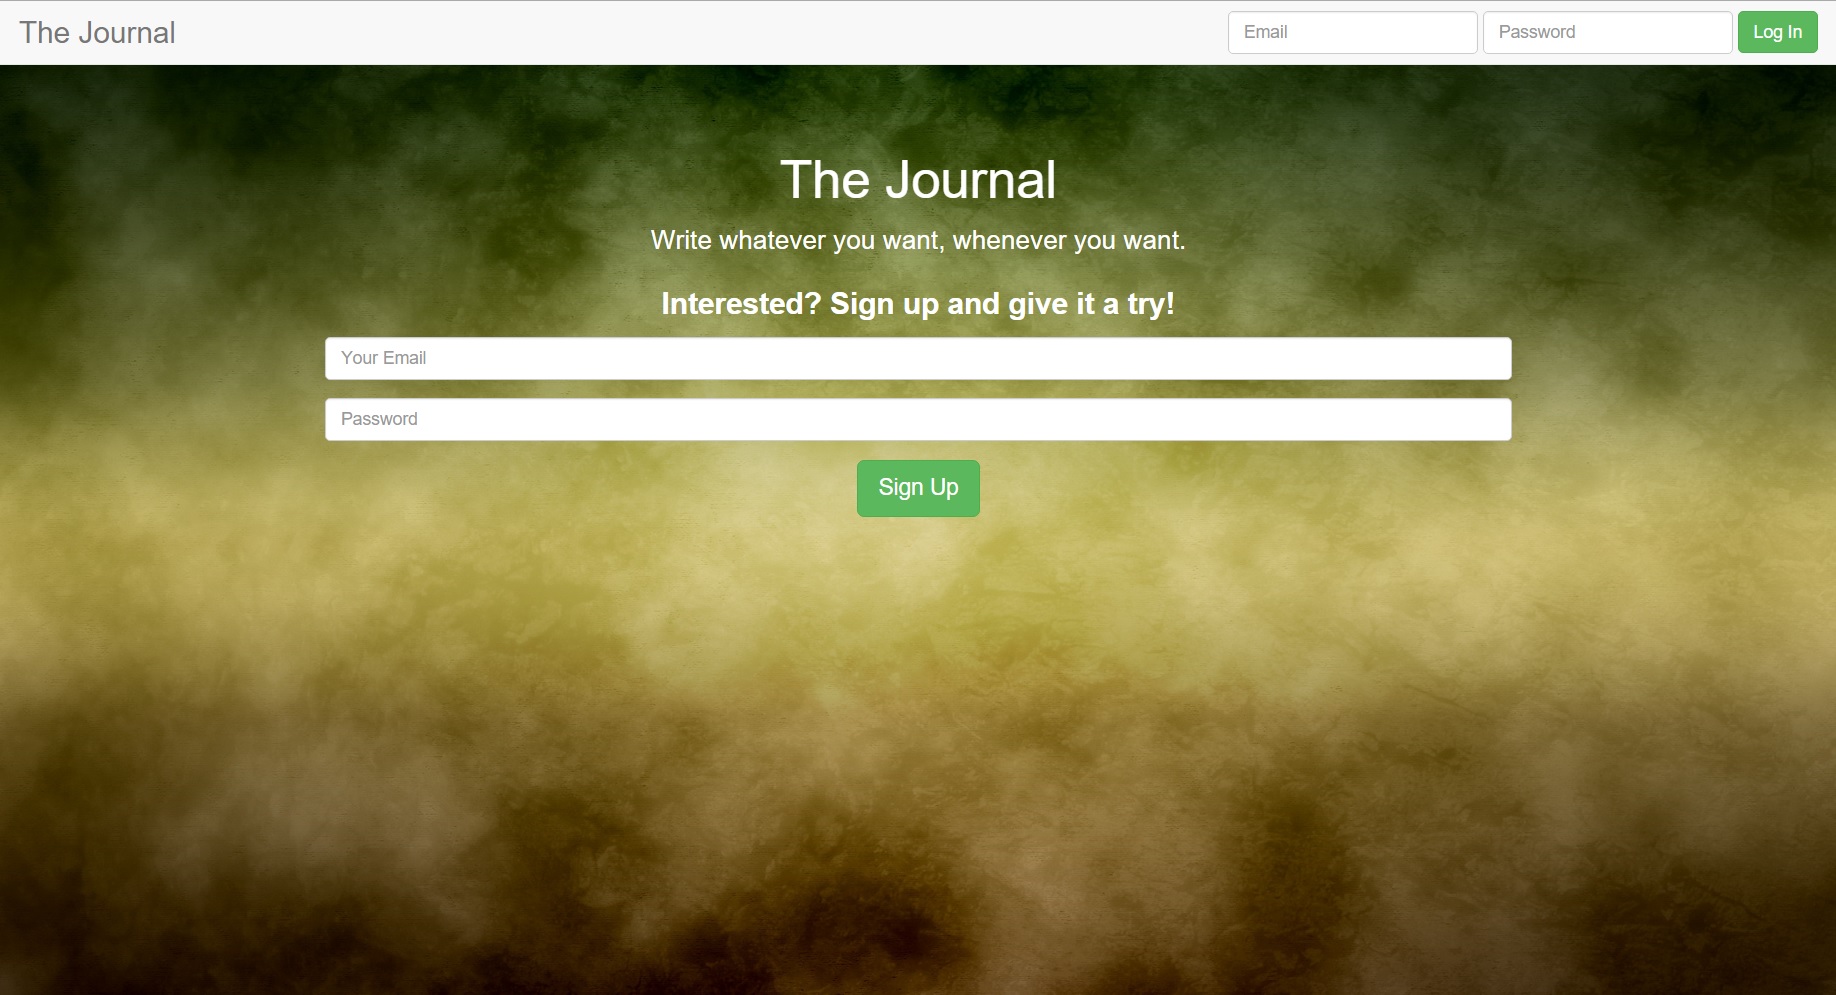 The Journal
Email
Password
Log In
The Journal
Write whatever you want, whenever you want.
Interested? Sign up and give it a try!
Your Email
Password
Sign Up